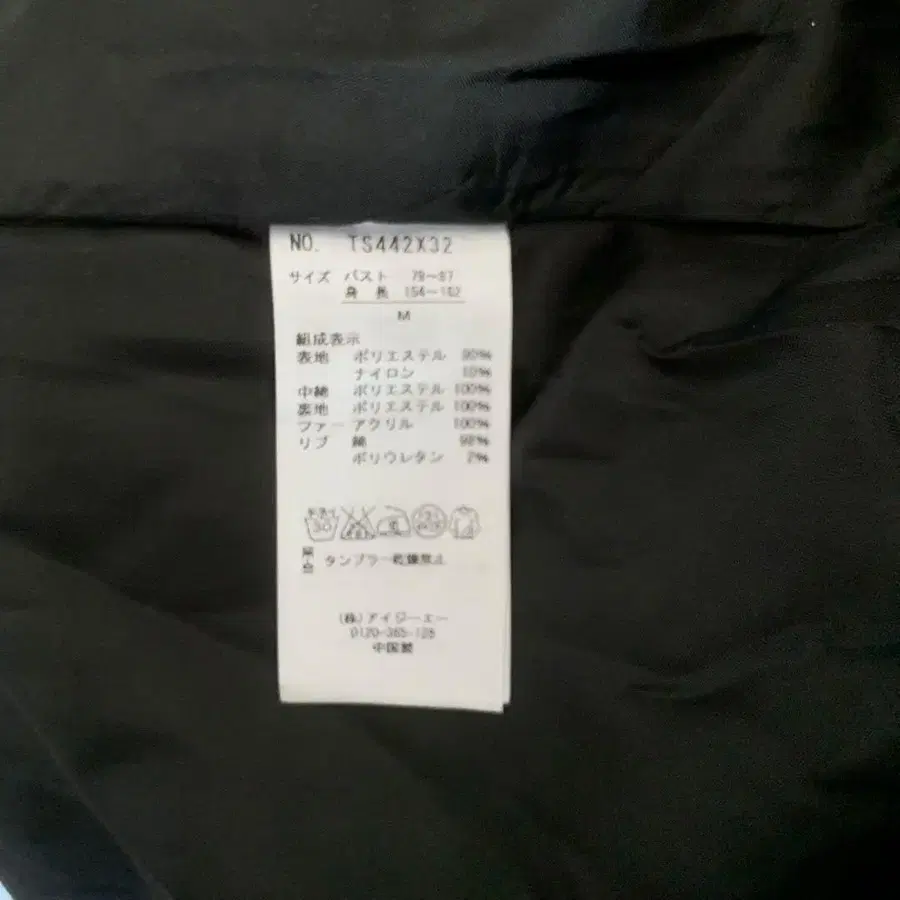 NO. TS442X32
サイズ バスト 79-87
身長 154-162
M
組成表示
表地 ポリエステル 90%
ナイロン 10%
中綿 ポリエステル 100%
裏地 ポリエステル 100%
ファー アクリル 100%
リブ 綿 98%
ポリウレタン 2%
タンブラー乾燥禁止
(株)アイジーエー
0120-365-128
中国製